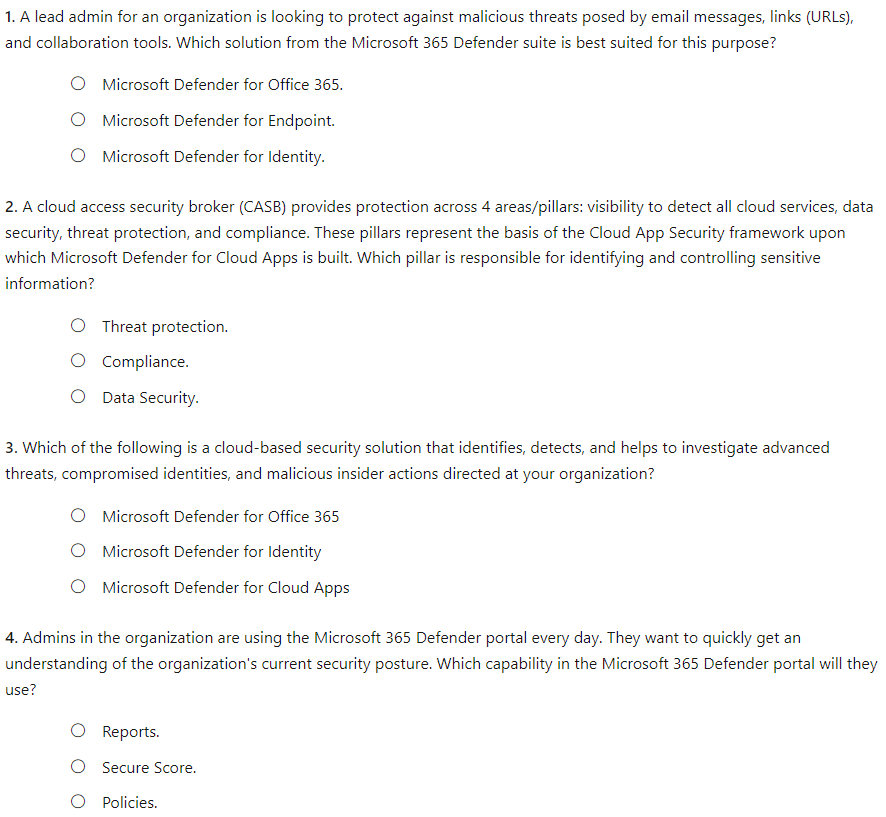 1. A lead admin for an organization is looking to protect against malicious threats posed by email messages, links (URLs),
and collaboration tools. Which solution from the Microsoft 365 Defender suite is best suited for this purpose?
Microsoft Defender for Office 365.
Microsoft Defender for Endpoint.
Microsoft Defender for Identity.
2. A cloud access security broker (CASB) provides protection across 4 areas/pillars: visibility to detect all cloud services, data
security, threat protection, and compliance. These pillars represent the basis of the Cloud App Security framework upon
which Microsoft Defender for Cloud Apps is built. Which pillar is responsible for identifying and controlling sensitive
information?
Threat protection.
Compliance.
Data Security.
3. Which of the following is a cloud-based security solution that identifies, detects, and helps to investigate advanced
threats, compromised identities, and malicious insider actions directed at your organization?
Microsoft Defender for Office 365
Microsoft Defender for Identity
Microsoft Defender for Cloud Apps
4. Admins in the organization are using the Microsoft 365 Defender portal every day. They want to quickly get an
understanding of the organization's current security posture. Which capability in the Microsoft 365 Defender portal will they
use?
Reports.
Secure Score.
Policies.